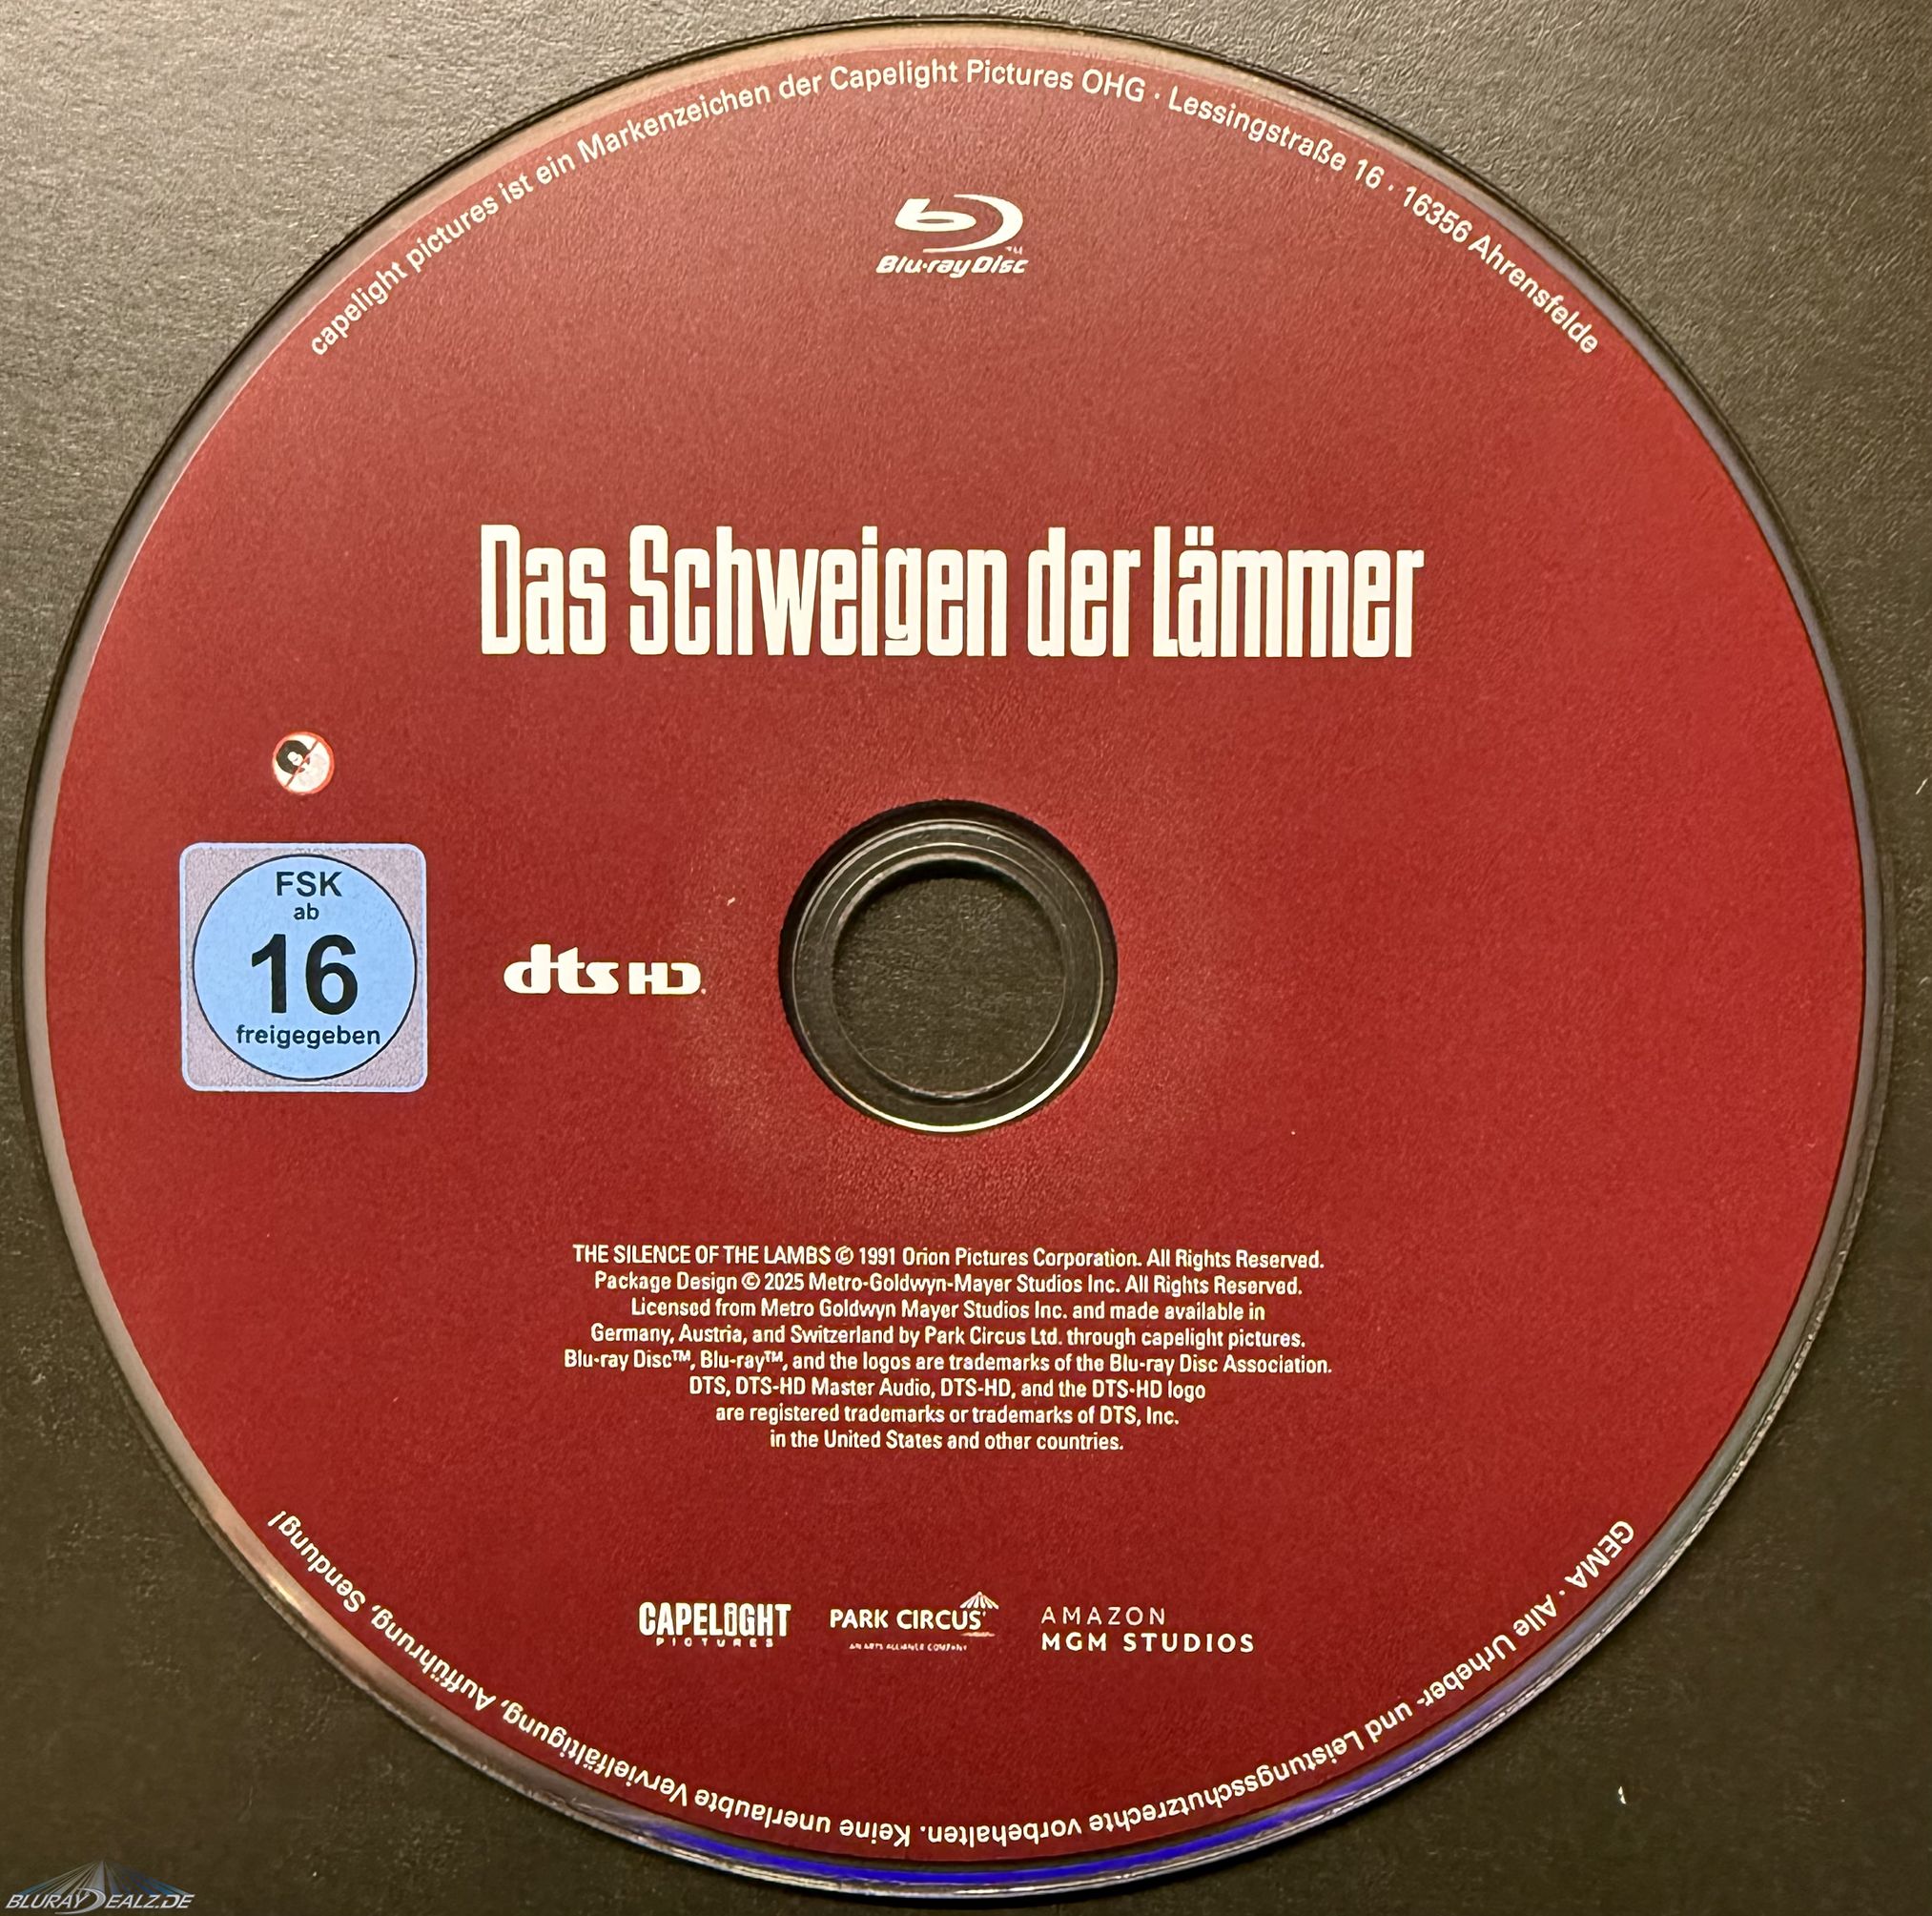 capelight pictures ist ein Markenzeichen der Capelight Pictures OHG · Lessingstraße 16 · 16356 Ahrensfelde
Blu-ray Disc™
Das Schweigen der Lämmer
FSK
ab
16
freigegeben
dts HD
THE SILENCE OF THE LAMBS © 1991 Orion Pictures Corporation. All Rights Reserved.
Package Design © 2025 Metro-Goldwyn-Mayer Studios Inc. All Rights Reserved.
Licensed from Metro Goldwyn Mayer Studios Inc. and made available in
Germany, Austria, and Switzerland by Park Circus Ltd. through capelight pictures.
Blu-ray Disc™, Blu-ray™, and the logos are trademarks of the Blu-ray Disc Association.
DTS, DTS-HD Master Audio, DTS-HD, and the DTS-HD logo
are registered trademarks or trademarks of DTS, Inc.
in the United States and other countries.
CAPELIGHT
PICTURES
PARK CIRCUS
AN ARTS ALLIANCE COMPANY
AMAZON
MGM STUDIOS
GEMA · Alle Urheber- und Leistungsschutzrechte vorbehalten. Keine unerlaubte Vervielfältigung, Aufführung, Sendung!
BLURAYDEALZ.DE